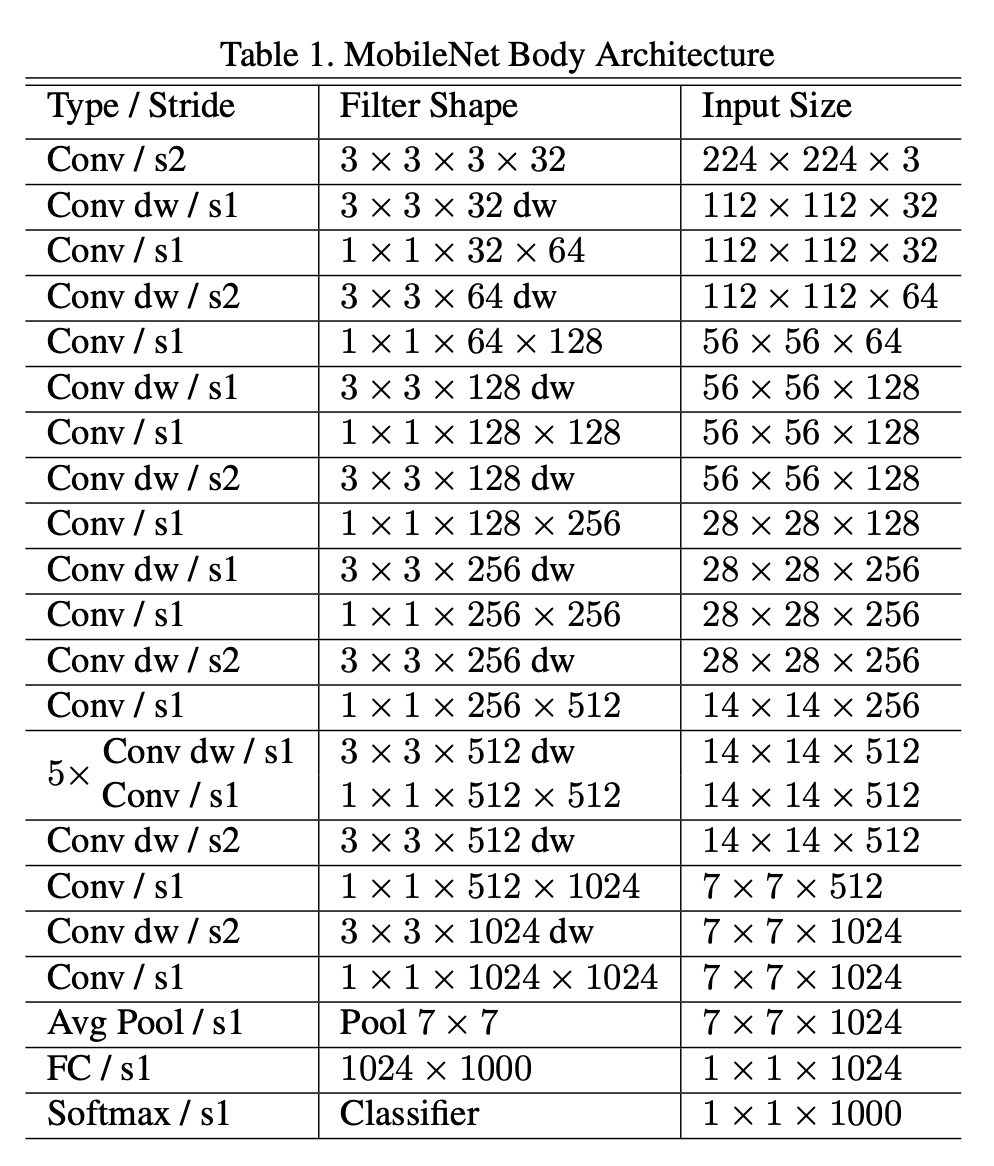 Table 1. MobileNet Body Architecture
Type / Stride Filter Shape Input Size
Conv / s2 3 × 3 × 3 × 32 224 × 224 × 3
Conv dw / s1 3 × 3 × 32 dw 112 × 112 × 32
Conv / s1 1 × 1 × 32 × 64 112 × 112 × 32
Conv dw / s2 3 × 3 × 64 dw 112 × 112 × 64
Conv / s1 1 × 1 × 64 × 128 56 × 56 × 64
Conv dw / s1 3 × 3 × 128 dw 56 × 56 × 128
Conv / s1 1 × 1 × 128 × 128 56 × 56 × 128
Conv dw / s2 3 × 3 × 128 dw 56 × 56 × 128
Conv / s1 1 × 1 × 128 × 256 28 × 28 × 128
Conv dw / s1 3 × 3 × 256 dw 28 × 28 × 256
Conv / s1 1 × 1 × 256 × 256 28 × 28 × 256
Conv dw / s2 3 × 3 × 256 dw 28 × 28 × 256
Conv / s1 1 × 1 × 256 × 512 14 × 14 × 256
5× Conv dw / s1 3 × 3 × 512 dw 14 × 14 × 512
Conv / s1 1 × 1 × 512 × 512 14 × 14 × 512
Conv dw / s2 3 × 3 × 512 dw 14 × 14 × 512
Conv / s1 1 × 1 × 512 × 1024 7 × 7 × 512
Conv dw / s2 3 × 3 × 1024 dw 7 × 7 × 1024
Conv / s1 1 × 1 × 1024 × 1024 7 × 7 × 1024
Avg Pool / s1 Pool 7 × 7 7 × 7 × 1024
FC / s1 1024 × 1000 1 × 1 × 1024
Softmax / s1 Classifier 1 × 1 × 1000